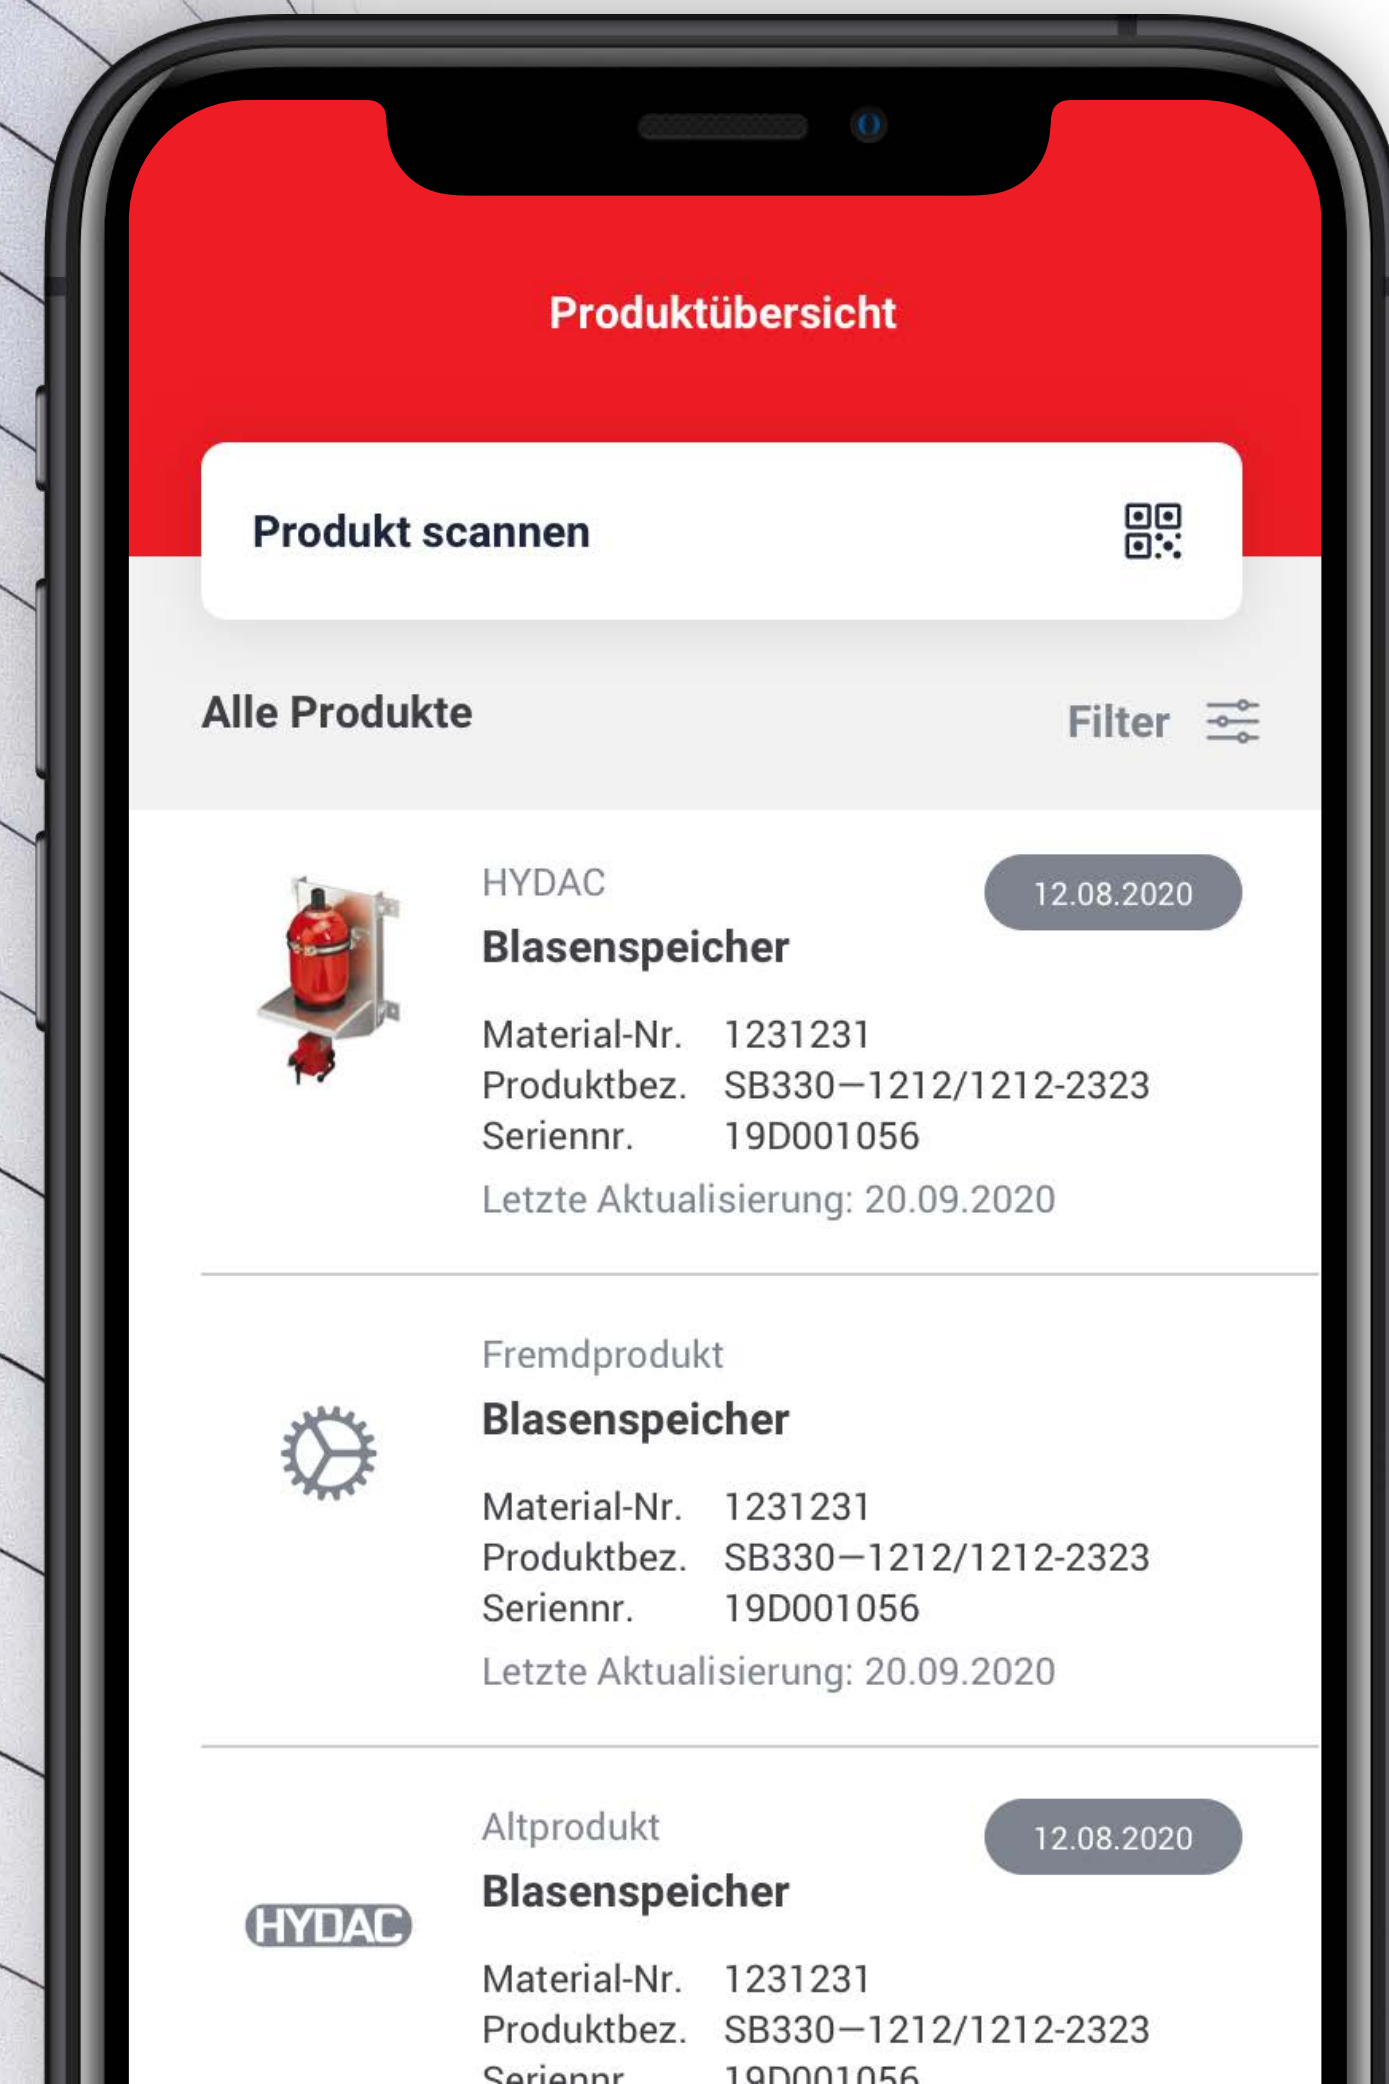 Produktübersicht
Produkt scannen
Alle Produkte
Filter
HYDAC
12.08.2020
Blasenspeicher
Material-Nr. 1231231
Produktbez. SB330—1212/1212-2323
Seriennr. 19D001056
Letzte Aktualisierung: 20.09.2020
Fremdprodukt
Blasenspeicher
Material-Nr. 1231231
Produktbez. SB330—1212/1212-2323
Seriennr. 19D001056
Letzte Aktualisierung: 20.09.2020
Altprodukt
12.08.2020
Blasenspeicher
HYDAC
Material-Nr. 1231231
Produktbez. SB330—1212/1212-2323
Seriennr. 19D001056